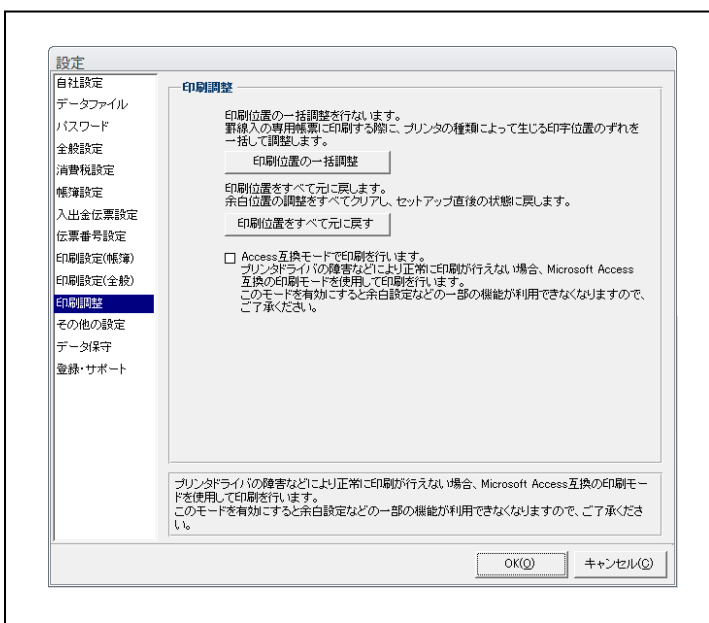 設定
自社設定
データファイル
パスワード
全般設定
消費税設定
帳簿設定
入出金伝票設定
伝票番号設定
印刷設定(帳簿)
印刷設定(全般)
印刷調整
その他の設定
データ保守
登録・サポート
印刷調整
印刷位置の一括調整を行ないます。
罫線入の専用帳票に印刷する際に、プリンタの種類によって生じる印字位置のずれを
一括して調整します。
印刷位置の一括調整
印刷位置をすべて元に戻します。
余白位置の調整をすべてクリアし、セットアップ直後の状態に戻します。
印刷位置をすべて元に戻す
Access互換モードで印刷を行います。
プリンタドライバの障害などにより正常に印刷が行えない場合、Microsoft Access
互換の印刷モードを使用して印刷を行います。
このモードを有効にすると余白設定などの一部の機能が利用できなくなりますので、
ご了承ください。
プリンタドライバの障害などにより正常に印刷が行えない場合、Microsoft Access互換の印刷モー
ドを使用して印刷を行います。
このモードを有効にすると余白設定などの一部の機能が利用できなくなりますので、ご了承くださ
い。
OK(O)
キャンセル(C)